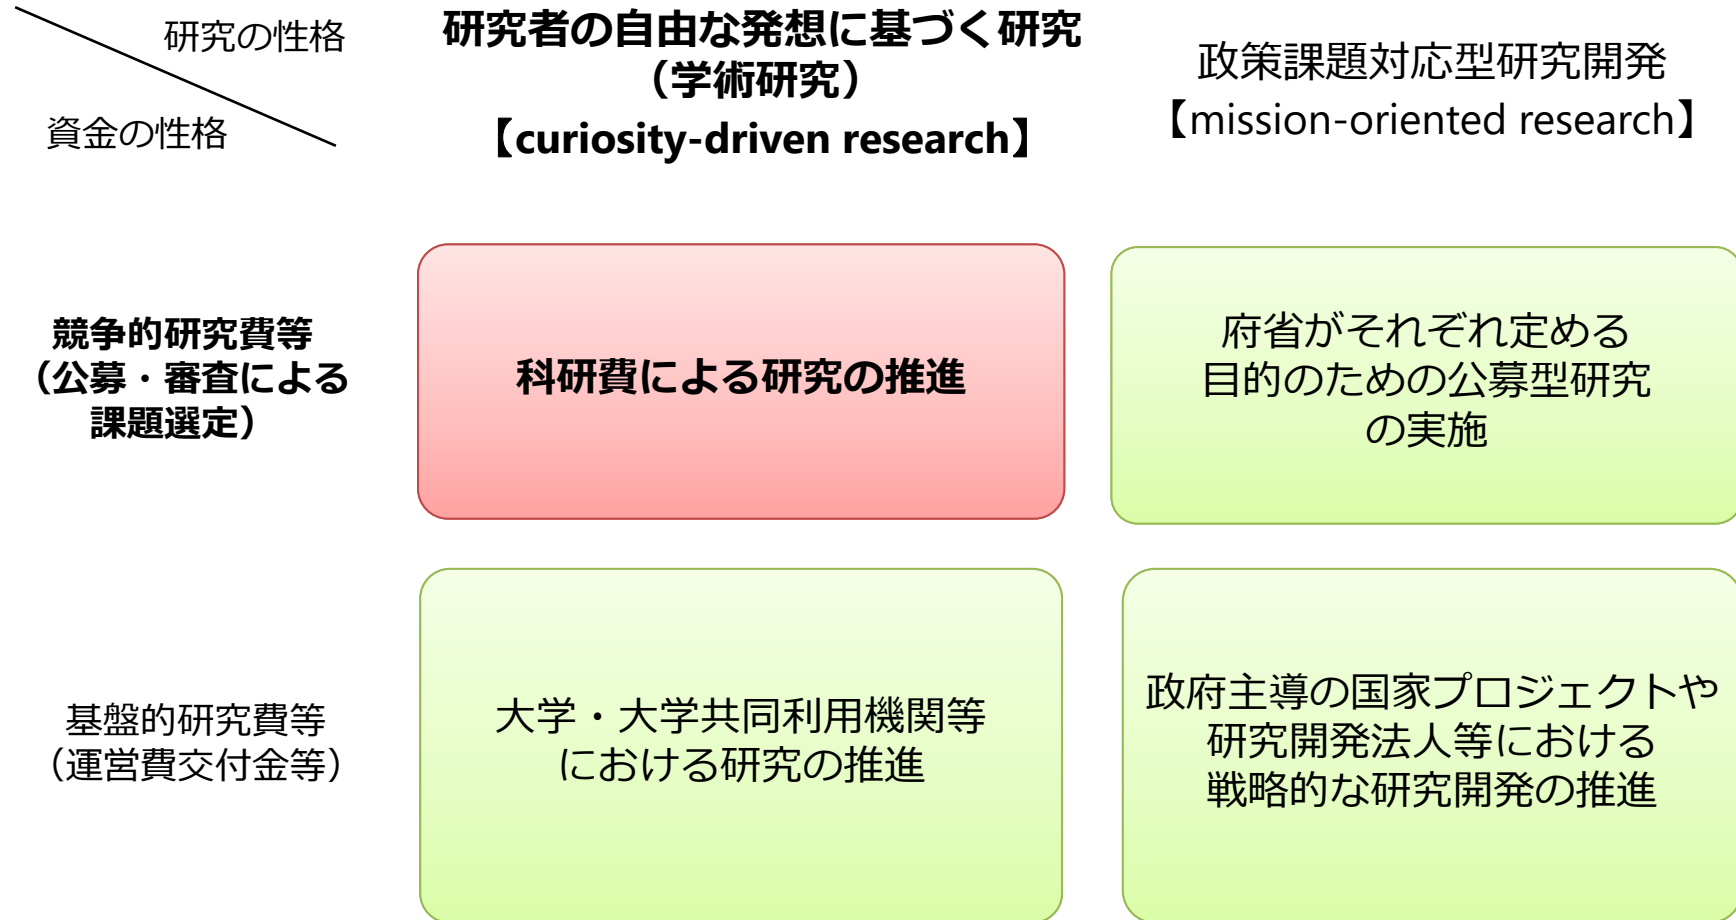 研究の性格
資金の性格
研究者の自由な発想に基づく研究
（学術研究）
【curiosity-driven research】
政策課題対応型研究開発
【mission-oriented research】
競争的研究費等
（公募・審査による
課題選定）
科研費による研究の推進
府省がそれぞれ定める
目的のための公募型研究
の実施
基盤的研究費等
（運営費交付金等）
大学・大学共同利用機関等
における研究の推進
政府主導の国家プロジェクトや
研究開発法人等における
戦略的な研究開発の推進